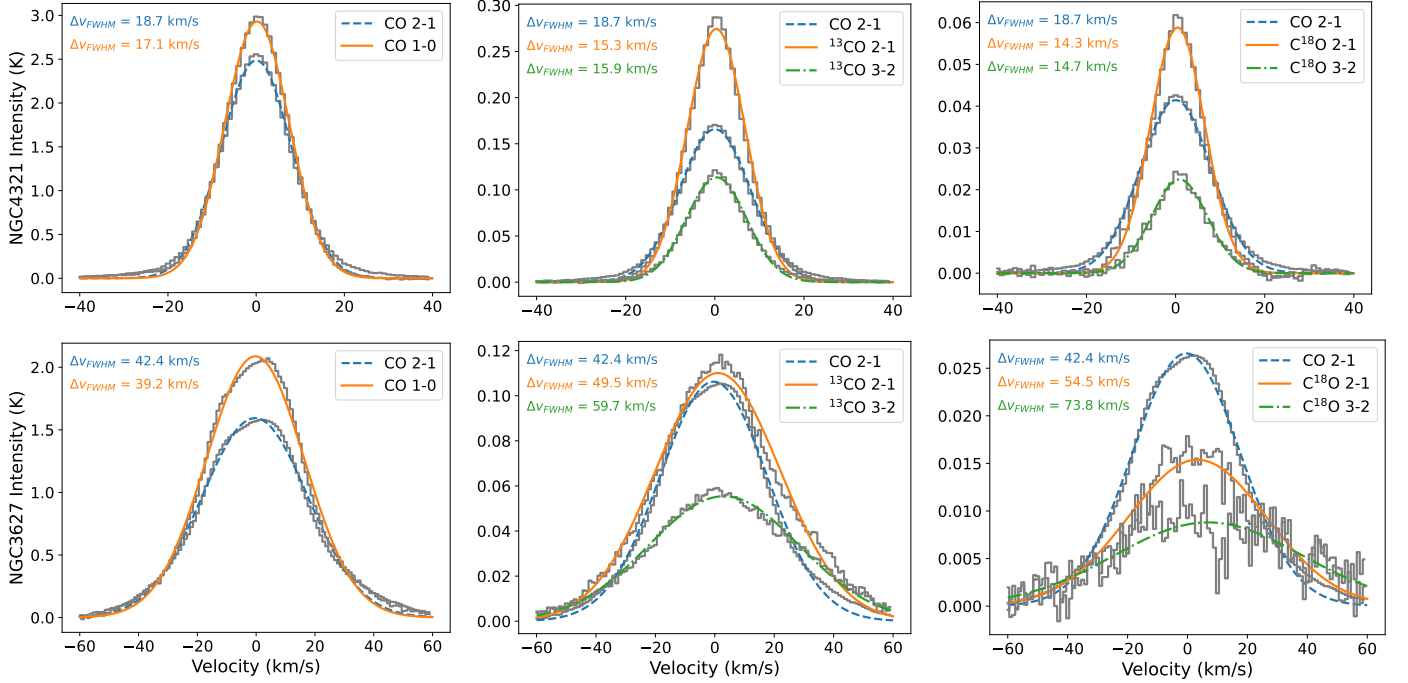 NGC4321 Intensity (K)
3.0
2.5
2.0
1.5
1.0
0.5
0.0
−40
−20
0
20
40
Δv_FWHM = 18.7 km/s
Δv_FWHM = 17.1 km/s
CO 2-1
CO 1-0
0.30
0.25
0.20
0.15
0.10
0.05
0.00
−40
−20
0
20
40
Δv_FWHM = 18.7 km/s
Δv_FWHM = 15.3 km/s
Δv_FWHM = 15.9 km/s
CO 2-1
¹³CO 2-1
¹³CO 3-2
0.06
0.05
0.04
0.03
0.02
0.01
0.00
−40
−20
0
20
40
Δv_FWHM = 18.7 km/s
Δv_FWHM = 14.3 km/s
Δv_FWHM = 14.7 km/s
CO 2-1
C¹⁸O 2-1
C¹⁸O 3-2
NGC3627 Intensity (K)
2.0
1.5
1.0
0.5
0.0
−60
−40
−20
0
20
40
60
Velocity (km/s)
Δv_FWHM = 42.4 km/s
Δv_FWHM = 39.2 km/s
CO 2-1
CO 1-0
0.12
0.10
0.08
0.06
0.04
0.02
0.00
−60
−40
−20
0
20
40
60
Velocity (km/s)
Δv_FWHM = 42.4 km/s
Δv_FWHM = 49.5 km/s
Δv_FWHM = 59.7 km/s
CO 2-1
¹³CO 2-1
¹³CO 3-2
0.025
0.020
0.015
0.010
0.005
0.000
−60
−40
−20
0
20
40
60
Velocity (km/s)
Δv_FWHM = 42.4 km/s
Δv_FWHM = 54.5 km/s
Δv_FWHM = 73.8 km/s
CO 2-1
C¹⁸O 2-1
C¹⁸O 3-2